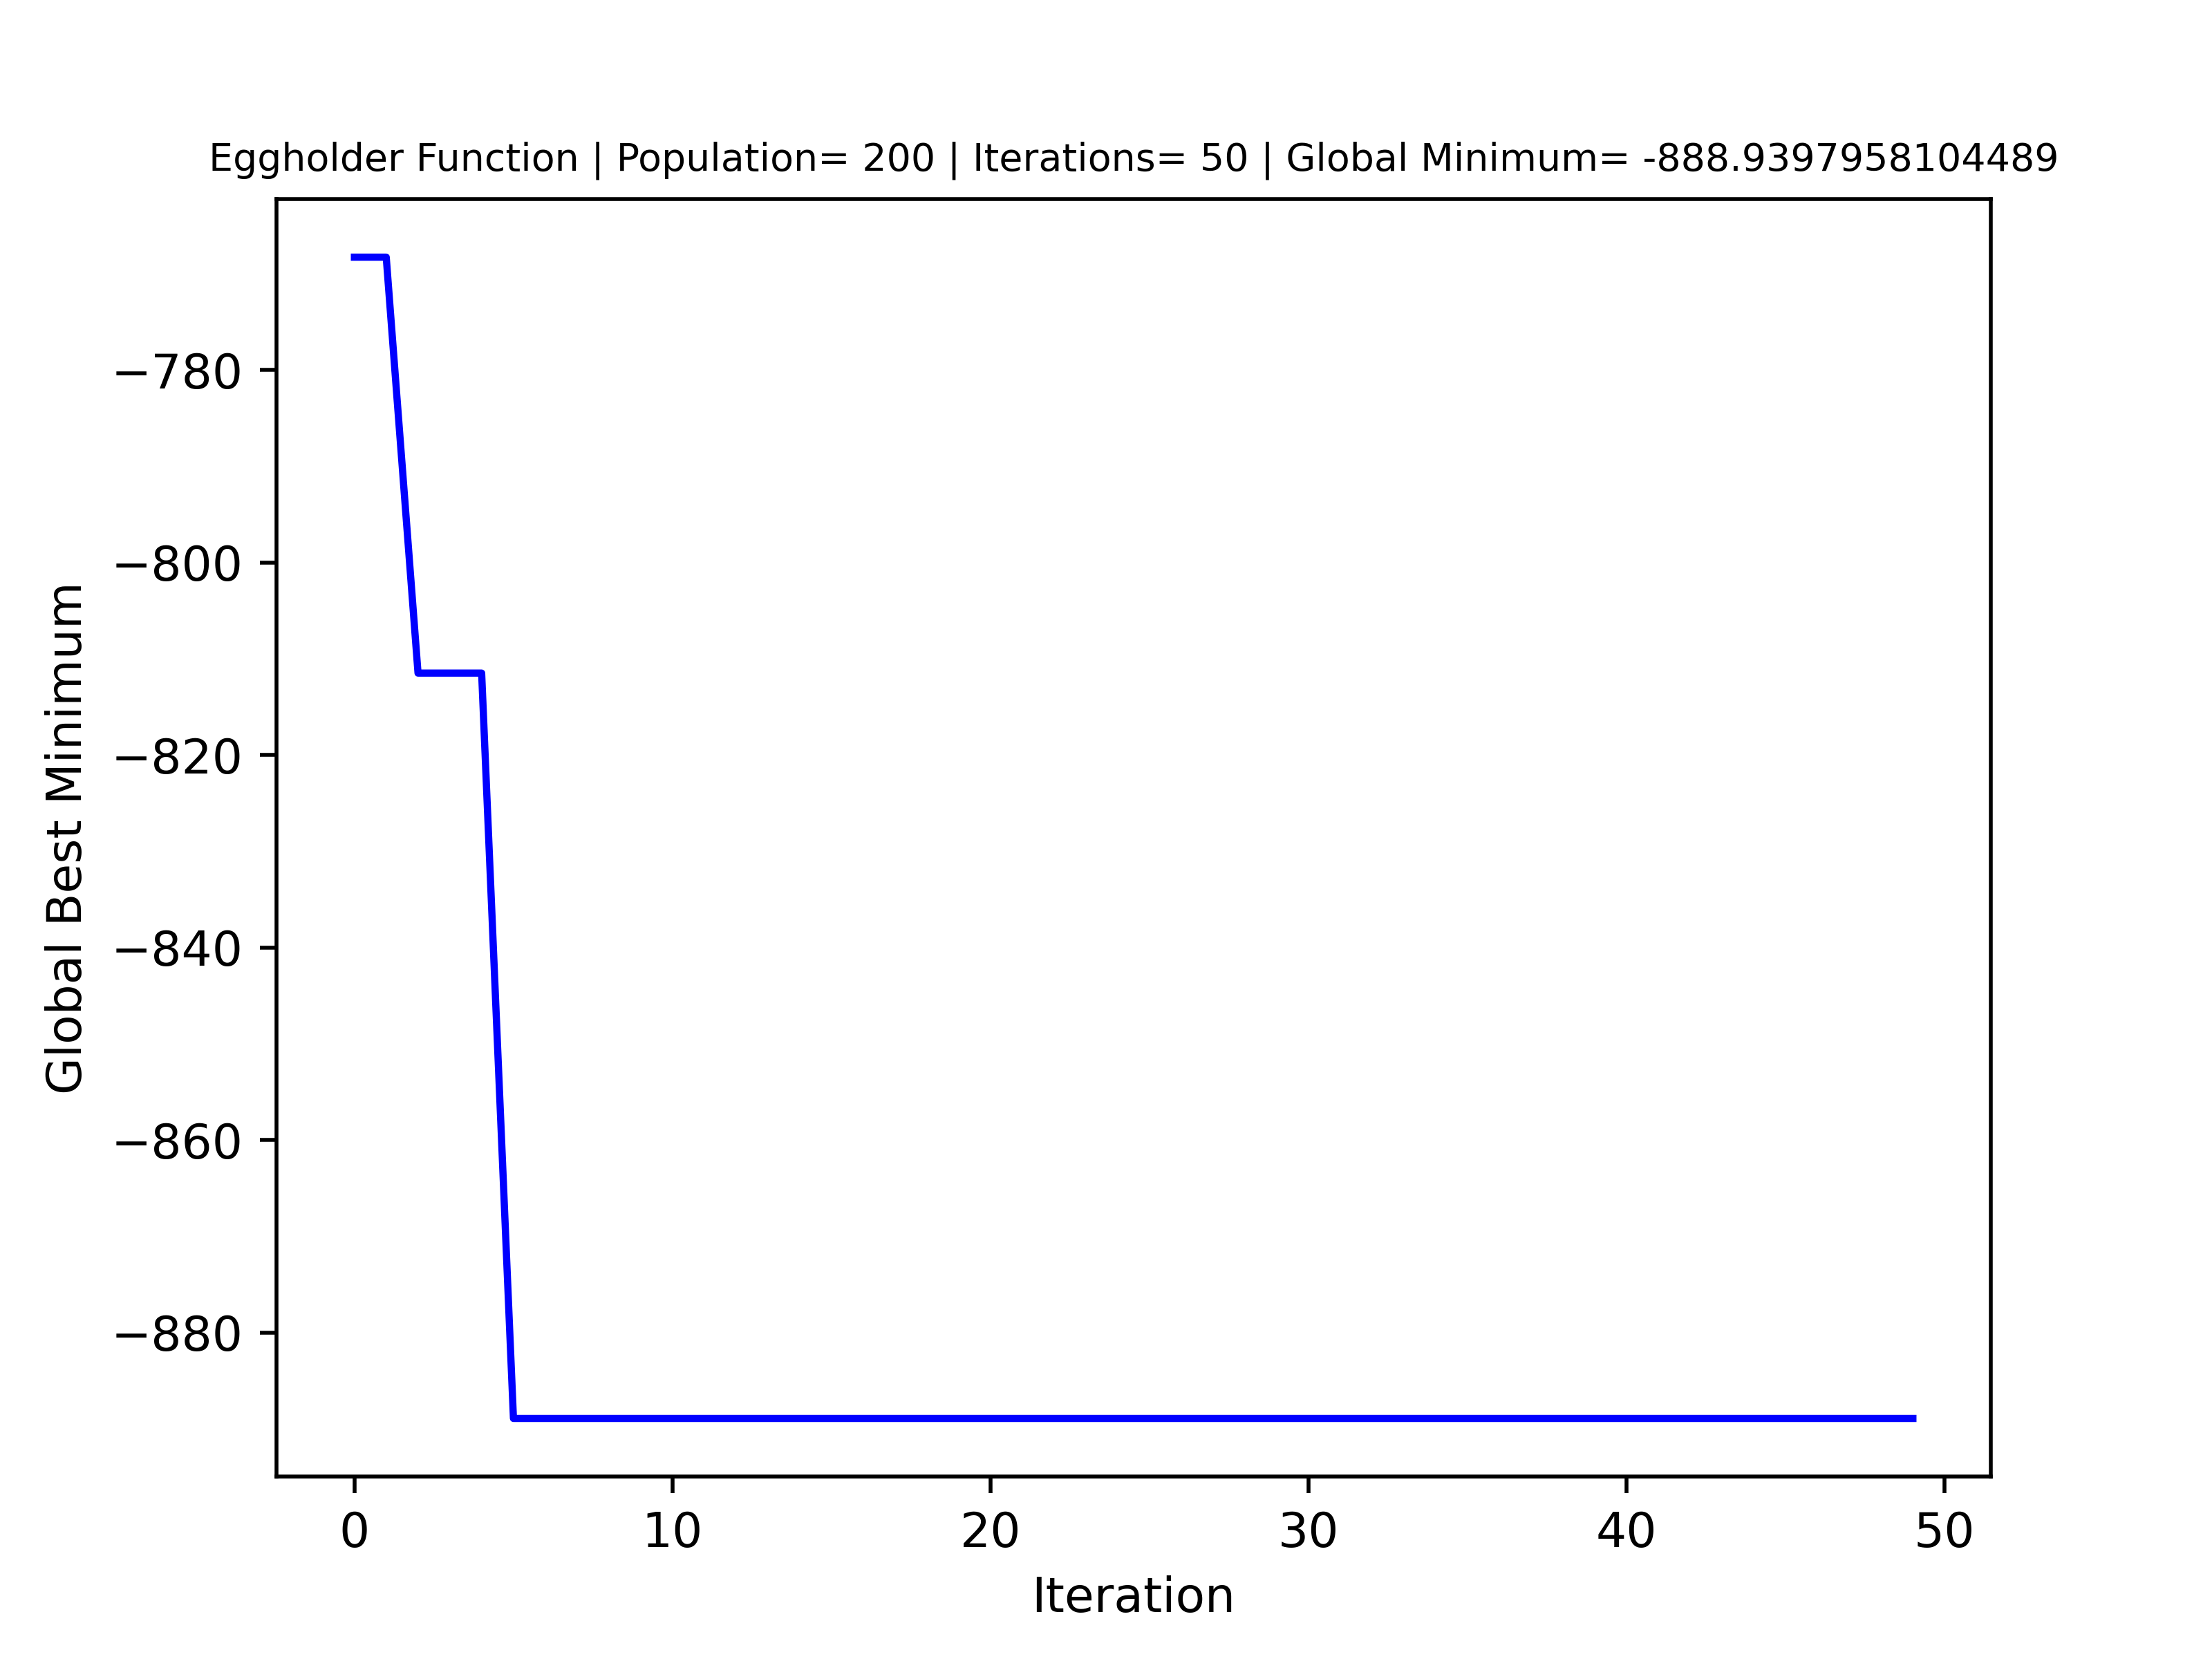 Eggholder Function | Population= 200 | Iterations= 50 | Global Minimum= -888.9397958104489
−780
−800
−820
−840
−860
−880
Global Best Minimum
0 10 20 30 40 50
Iteration